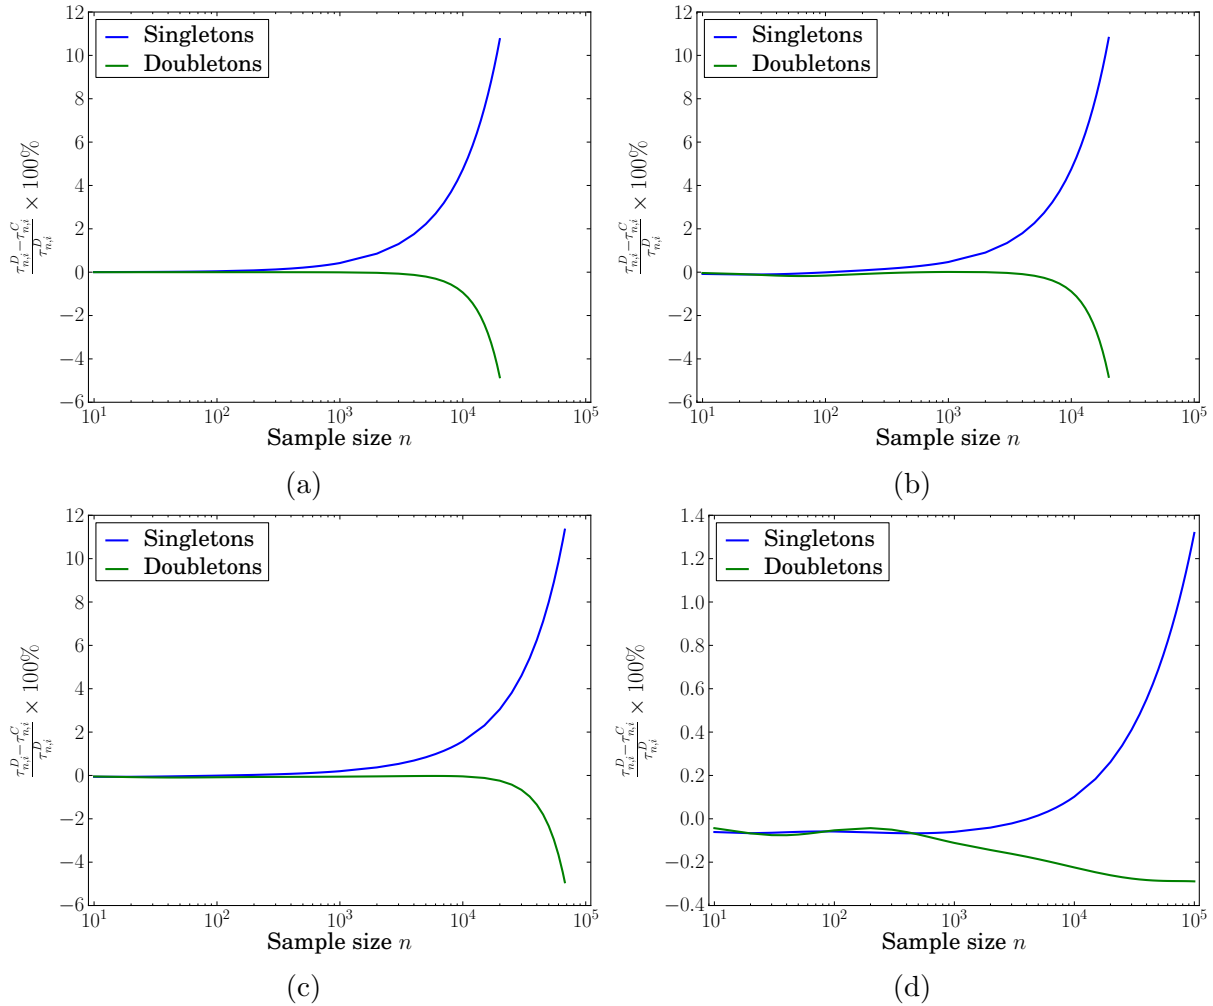 12
10
8
6
4
2
0
−2
−4
−6
Singletons
Doubletons
10^1 10^2 10^3 10^4 10^5
Sample size n
\frac{τ^D_{n,i} − τ^C_{n,i}}{τ^D_{n,i}} × 100%
(a)
12
10
8
6
4
2
0
−2
−4
−6
Singletons
Doubletons
10^1 10^2 10^3 10^4 10^5
Sample size n
\frac{τ^D_{n,i} − τ^C_{n,i}}{τ^D_{n,i}} × 100%
(b)
12
10
8
6
4
2
0
−2
−4
−6
Singletons
Doubletons
10^1 10^2 10^3 10^4 10^5
Sample size n
\frac{τ^D_{n,i} − τ^C_{n,i}}{τ^D_{n,i}} × 100%
(c)
1.4
1.2
1.0
0.8
0.6
0.4
0.2
0.0
−0.2
−0.4
Singletons
Doubletons
10^1 10^2 10^3 10^4 10^5
Sample size n
\frac{τ^D_{n,i} − τ^C_{n,i}}{τ^D_{n,i}} × 100%
(d)